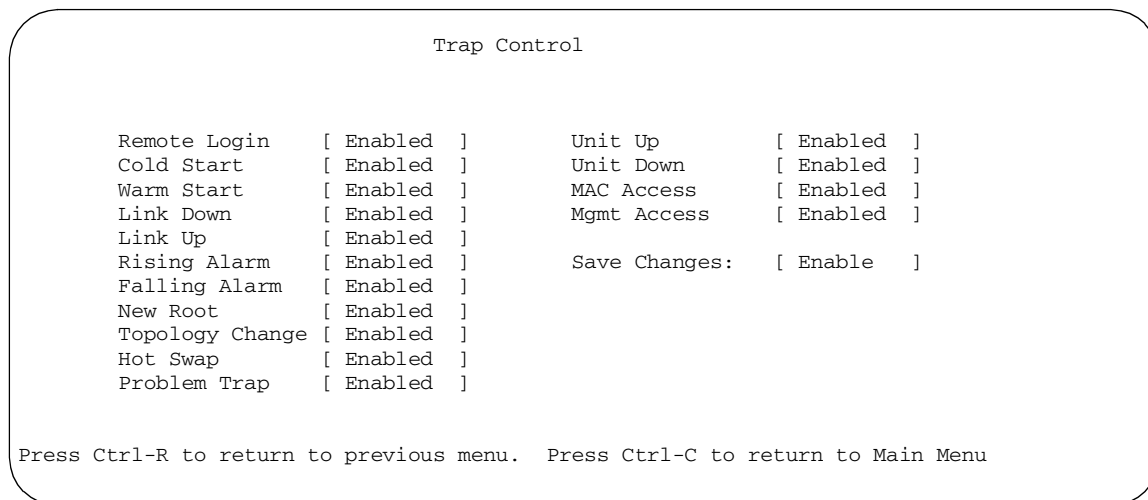 Trap Control
Remote Login [ Enabled ] Unit Up [ Enabled ]
Cold Start [ Enabled ] Unit Down [ Enabled ]
Warm Start [ Enabled ] MAC Access [ Enabled ]
Link Down [ Enabled ] Mgmt Access [ Enabled ]
Link Up [ Enabled ]
Rising Alarm [ Enabled ] Save Changes: [ Enable ]
Falling Alarm [ Enabled ]
New Root [ Enabled ]
Topology Change [ Enabled ]
Hot Swap [ Enabled ]
Problem Trap [ Enabled ]
Press Ctrl-R to return to previous menu. Press Ctrl-C to return to Main Menu